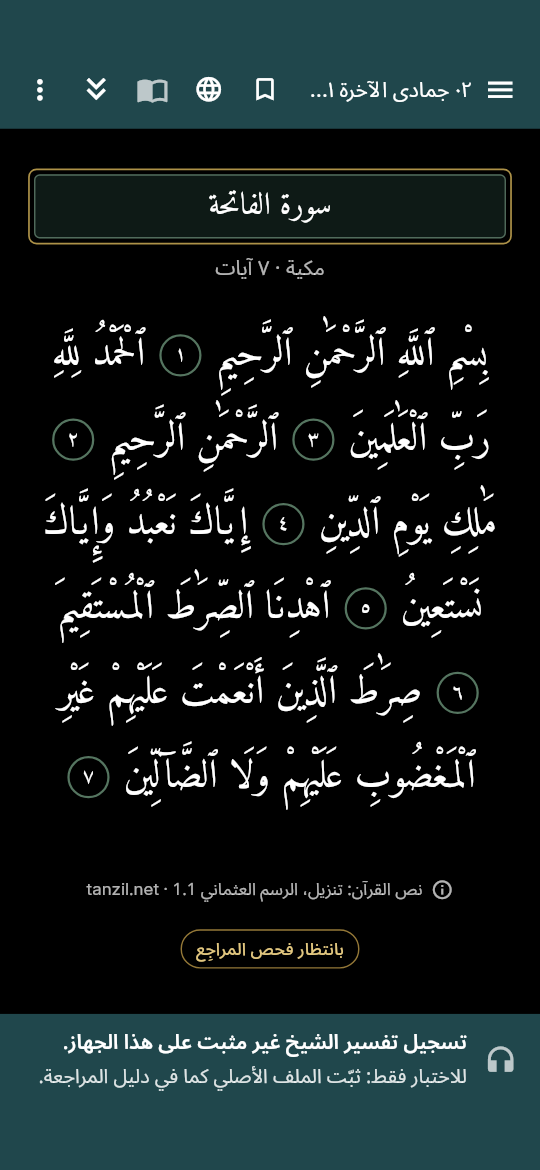 ٠٢ جمادى الآخرة ١...
سورة الفاتحة
مكية · ٧ آيات
بِسْمِ ٱللَّهِ ٱلرَّحْمَٰنِ ٱلرَّحِيمِ ١ ٱلْحَمْدُ لِلَّهِ
رَبِّ ٱلْعَٰلَمِينَ ٣ ٱلرَّحْمَٰنِ ٱلرَّحِيمِ ٢
مَٰلِكِ يَوْمِ ٱلدِّينِ ٤ إِيَّاكَ نَعْبُدُ وَإِيَّاكَ
نَسْتَعِينُ ٥ ٱهْدِنَا ٱلصِّرَٰطَ ٱلْمُسْتَقِيمَ
٦ صِرَٰطَ ٱلَّذِينَ أَنْعَمْتَ عَلَيْهِمْ غَيْرِ
ٱلْمَغْضُوبِ عَلَيْهِمْ وَلَا ٱلضَّآلِّينَ ٧
نص القرآن: تنزيل، الرسم العثماني 1.1 · tanzil.net
بانتظار فحص المراجِع
تسجيل تفسير الشيخ غير مثبت على هذا الجهاز.
للاختبار فقط: ثبّت الملف الأصلي كما في دليل المراجعة.